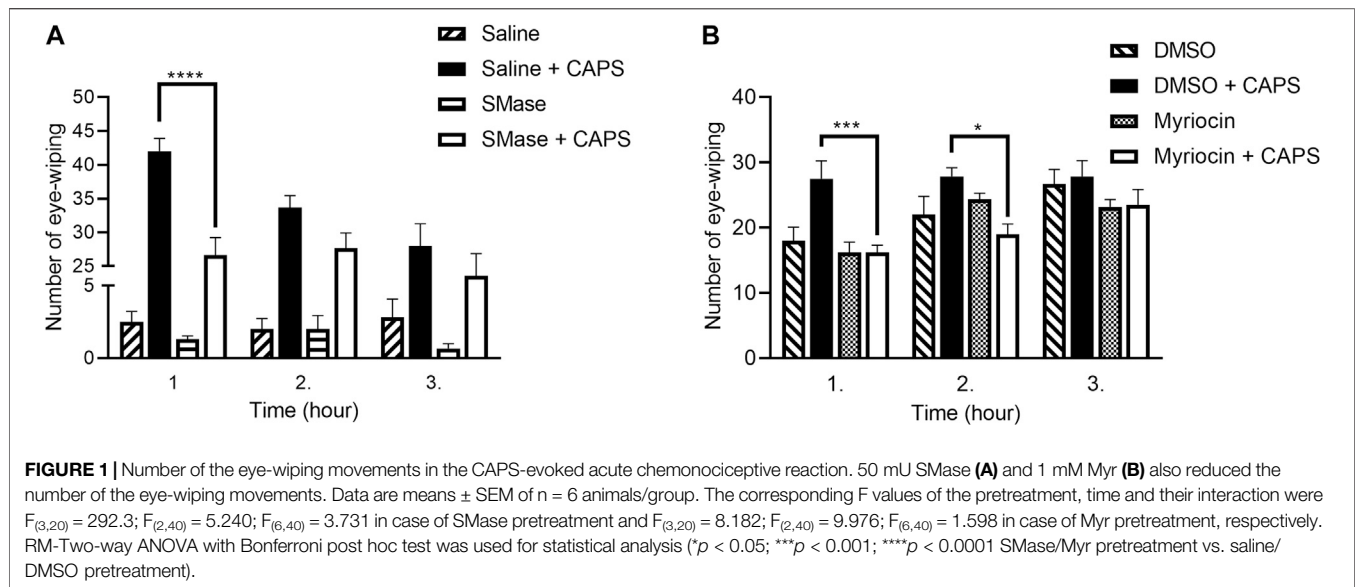 A
Saline
Saline + CAPS
SMase
SMase + CAPS
****
50
45
40
35
30
25
5
0
Number of eye-wiping
1
2.
3.
Time (hour)
B
DMSO
DMSO + CAPS
Myriocin
Myriocin + CAPS
***
*
40
30
20
10
0
Number of eye-wiping
1.
2.
3.
Time (hour)
FIGURE 1 | Number of the eye-wiping movements in the CAPS-evoked acute chemonociceptive reaction. 50 mU SMase (A) and 1 mM Myr (B) also reduced the
number of the eye-wiping movements. Data are means ± SEM of n = 6 animals/group. The corresponding F values of the pretreatment, time and their interaction were
F(3,20) = 292.3; F(2,40) = 5.240; F(6,40) = 3.731 in case of SMase pretreatment and F(3,20) = 8.182; F(2,40) = 9.976; F(6,40) = 1.598 in case of Myr pretreatment, respectively.
RM-Two-way ANOVA with Bonferroni post hoc test was used for statistical analysis (*p < 0.05; ***p < 0.001; ****p < 0.0001 SMase/Myr pretreatment vs. saline/
DMSO pretreatment).